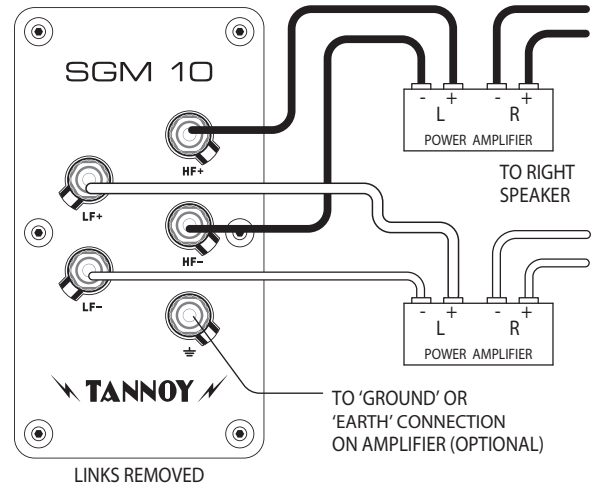 SGM 10
HF+
LF+
HF-
LF-
TANNOY
LINKS REMOVED
- + - +
L R
POWER AMPLIFIER
TO RIGHT
SPEAKER
- + - +
L R
POWER AMPLIFIER
TO 'GROUND' OR
'EARTH' CONNECTION
ON AMPLIFIER (OPTIONAL)